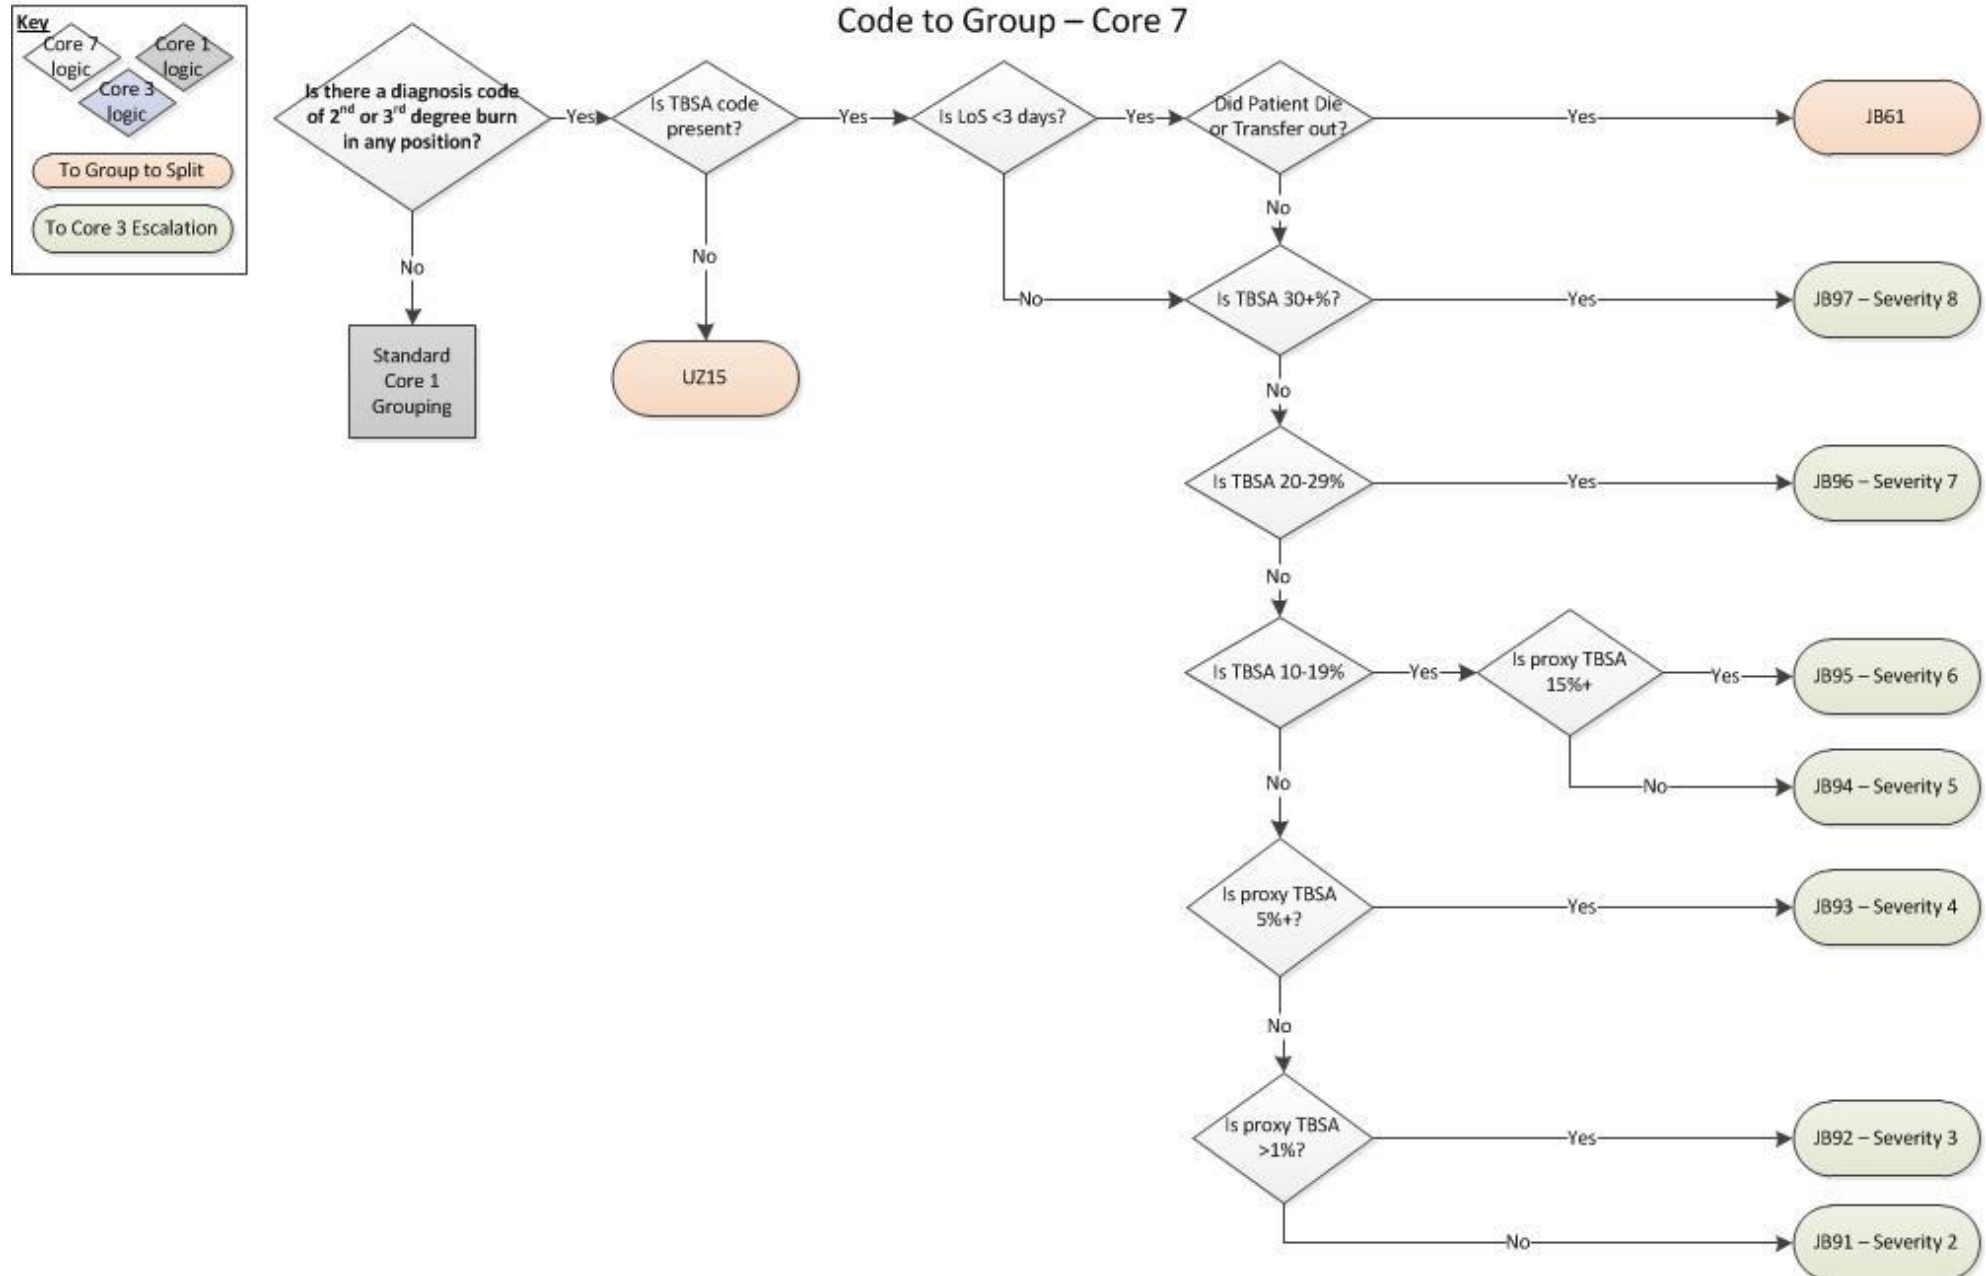 Code to Group – Core 7
Key
Core 7
logic
Core 1
logic
Core 3
logic
To Group to Split
To Core 3 Escalation
Is there a diagnosis code
of 2nd or 3rd degree burn
in any position?
Yes
Is TBSA code
present?
Yes
Is LoS <3 days?
Yes
Did Patient Die
or Transfer out?
Yes
JB61
No
No
No
No
Standard
Core 1
Grouping
UZ15
Is TBSA 30+%?
Yes
JB97 – Severity 8
No
Is TBSA 20-29%
Yes
JB96 – Severity 7
No
Is TBSA 10-19%
Yes
Is proxy TBSA
15%+
Yes
JB95 – Severity 6
No
JB94 – Severity 5
No
Is proxy TBSA
5%+?
Yes
JB93 – Severity 4
No
Is proxy TBSA
>1%?
Yes
JB92 – Severity 3
No
JB91 – Severity 2